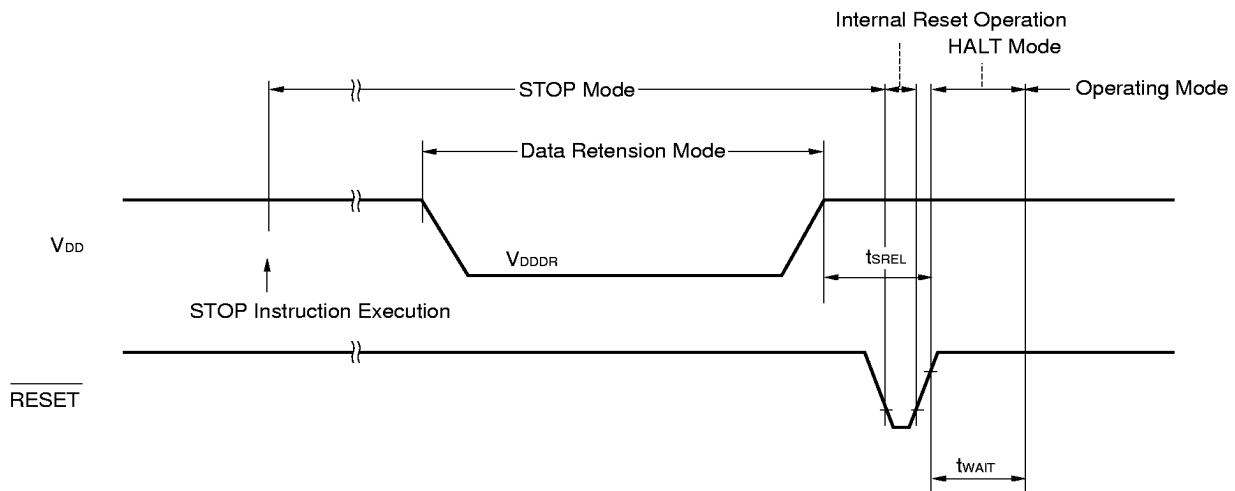 Internal Reset Operation
HALT Mode
STOP Mode
Operating Mode
Data Retension Mode
VDD
VDDDR
tSREL
STOP Instruction Execution
RESET
tWAIT